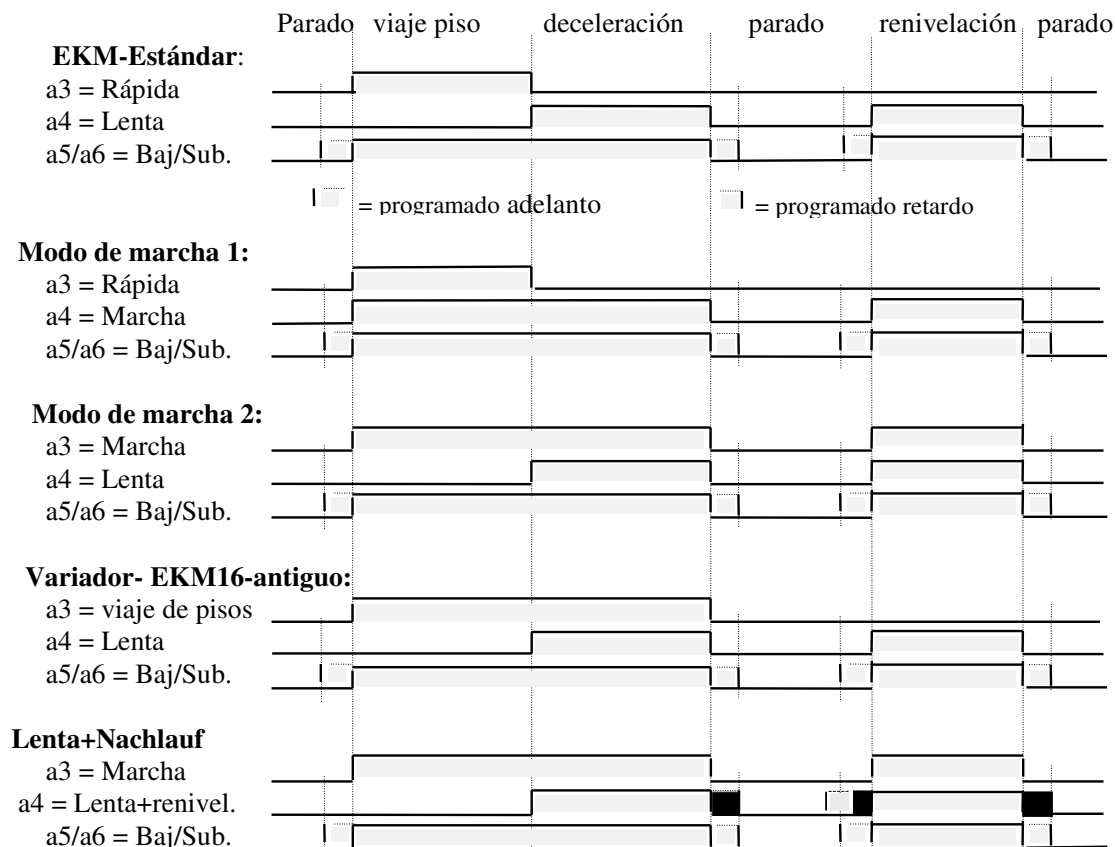 Parado viaje piso deceleración parado renivelación parado
EKM-Estándar:
a3 = Rápida
a4 = Lenta
a5/a6 = Baj/Sub.
= programado adelanto = programado retardo
Modo de marcha 1:
a3 = Rápida
a4 = Marcha
a5/a6 = Baj/Sub.
Modo de marcha 2:
a3 = Marcha
a4 = Lenta
a5/a6 = Baj/Sub.
Variador- EKM16-antiguo:
a3 = viaje de pisos
a4 = Lenta
a5/a6 = Baj/Sub.
Lenta+Nachlauf
a3 = Marcha
a4 = Lenta+renivel.
a5/a6 = Baj/Sub.